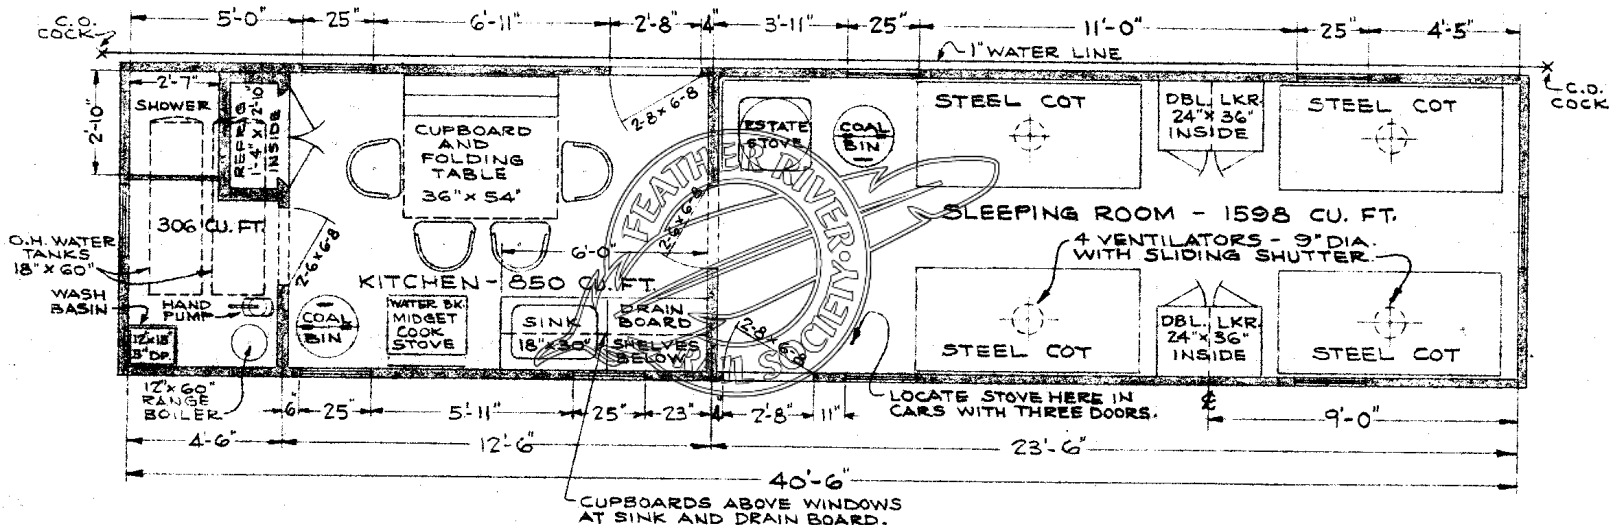 C.O.
COCK
5'-0"
25"
6'-11"
2'-8"
4"
3'-11"
25"
11'-0"
25"
4'-5"
1" WATER LINE
C.O.
COCK
2'-7"
2'-10"
SHOWER
REFRIG
1'-4" x 2'-10"
INSIDE
306 CU. FT.
O.H. WATER
TANKS
18" X 60"
WASH
BASIN
HAND
PUMP
12" x 18"
8" DP.
12" x 60"
RANGE
BOILER
2-6 x 6-8
CUPBOARD
AND
FOLDING
TABLE
36" x 54"
2-8 x 6-8
6'-0"
KITCHEN - 850 CU. FT.
COAL
BIN
WATER BK.
MIDGET
COOK
STOVE
SINK
18" x 30"
DRAIN
BOARD
SHELVES
BELOW
2-6 x 6-8
ESTATE
STOVE
COAL
BIN
FEATHER RIVER
RAIL SOCIETY
2-8 x 6-8
STEEL COT
DBL. LKR.
24" x 36"
INSIDE
STEEL COT
SLEEPING ROOM - 1598 CU. FT.
4 VENTILATORS - 9" DIA.
WITH SLIDING SHUTTER.
STEEL COT
DBL. LKR.
24" x 36"
INSIDE
STEEL COT
LOCATE STOVE HERE IN
CARS WITH THREE DOORS.
6"
25"
5'-11"
25"
23"
4"
2'-8"
11"
9'-0"
4'-6"
12'-6"
23'-6"
40'-6"
CUPBOARDS ABOVE WINDOWS
AT SINK AND DRAIN BOARD.